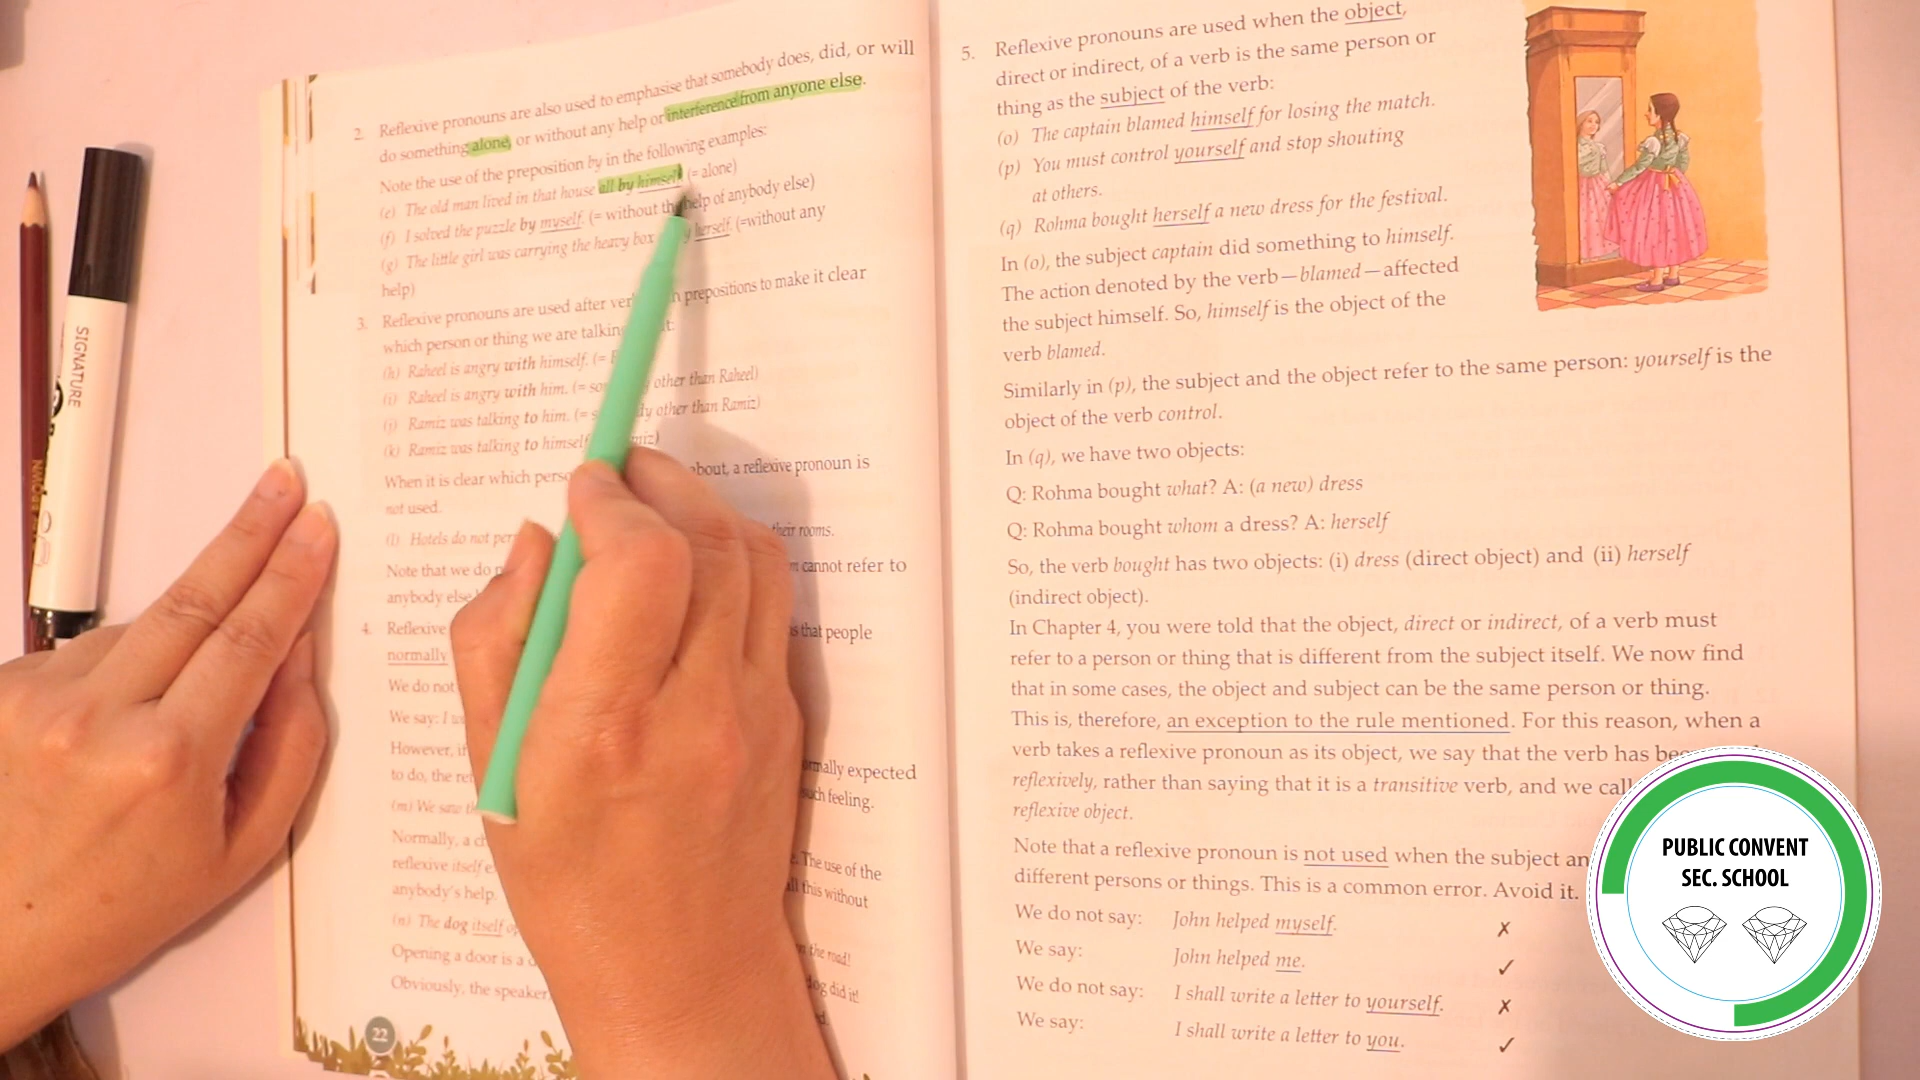 2. Reflexive pronouns are also used to emphasise that somebody does, did, or will
do something alone, or without any help or interference from anyone else.
Note the use of the preposition by in the following examples:
(e) The old man lived in that house all by himself. (= alone)
(f) I solved the puzzle by myself. (= without the help of anybody else)
(g) The little girl was carrying the heavy box herself. (=without any
help)
3. Reflexive pronouns are used after prepositions to make it clear
which person or thing we are talking
(h) Raheel is angry with himself. (=
(i) Raheel is angry with him. (= other than Raheel)
(j) Ramiz was talking to him. (= other than Ramiz)
(k) Ramiz was talking to himself
When it is clear which about, a reflexive pronoun is
not used.
(l) Hotels do not their rooms.
Note that we do cannot refer to
anybody else
4. Reflexive that people
normally
We do not
We say: I
However, if normally expected
to do, the such feeling.
(m) We saw
Normally, a The use of the
reflexive itself all this without
anybody's help.
(n) The dog itself the road!
Opening a door is a dog did it!
Obviously, the speaker
22
5. Reflexive pronouns are used when the object,
direct or indirect, of a verb is the same person or
thing as the subject of the verb:
(o) The captain blamed himself for losing the match.
(p) You must control yourself and stop shouting
at others.
(q) Rohma bought herself a new dress for the festival.
In (o), the subject captain did something to himself.
The action denoted by the verb—blamed—affected
the subject himself. So, himself is the object of the
verb blamed.
Similarly in (p), the subject and the object refer to the same person: yourself is the
object of the verb control.
In (q), we have two objects:
Q: Rohma bought what? A: (a new) dress
Q: Rohma bought whom a dress? A: herself
So, the verb bought has two objects: (i) dress (direct object) and (ii) herself
(indirect object).
In Chapter 4, you were told that the object, direct or indirect, of a verb must
refer to a person or thing that is different from the subject itself. We now find
that in some cases, the object and subject can be the same person or thing.
This is, therefore, an exception to the rule mentioned. For this reason, when a
verb takes a reflexive pronoun as its object, we say that the verb has
reflexively, rather than saying that it is a transitive verb, and we call
reflexive object.
Note that a reflexive pronoun is not used when the subject
different persons or things. This is a common error. Avoid it.
We do not say: John helped myself. ✗
We say: John helped me. ✓
We do not say: I shall write a letter to yourself. ✗
We say: I shall write a letter to you. ✓
SIGNATURE
PUBLIC CONVENT
SEC. SCHOOL